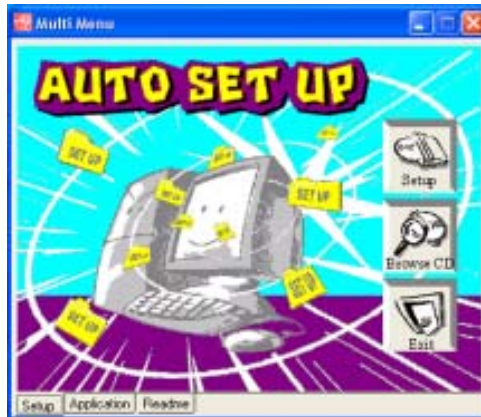 Multi Menu
AUTO SET UP
SET UP
SET UP
SET UP
SET UP
Setup
Browse CD
Exit
Setup Application Readme